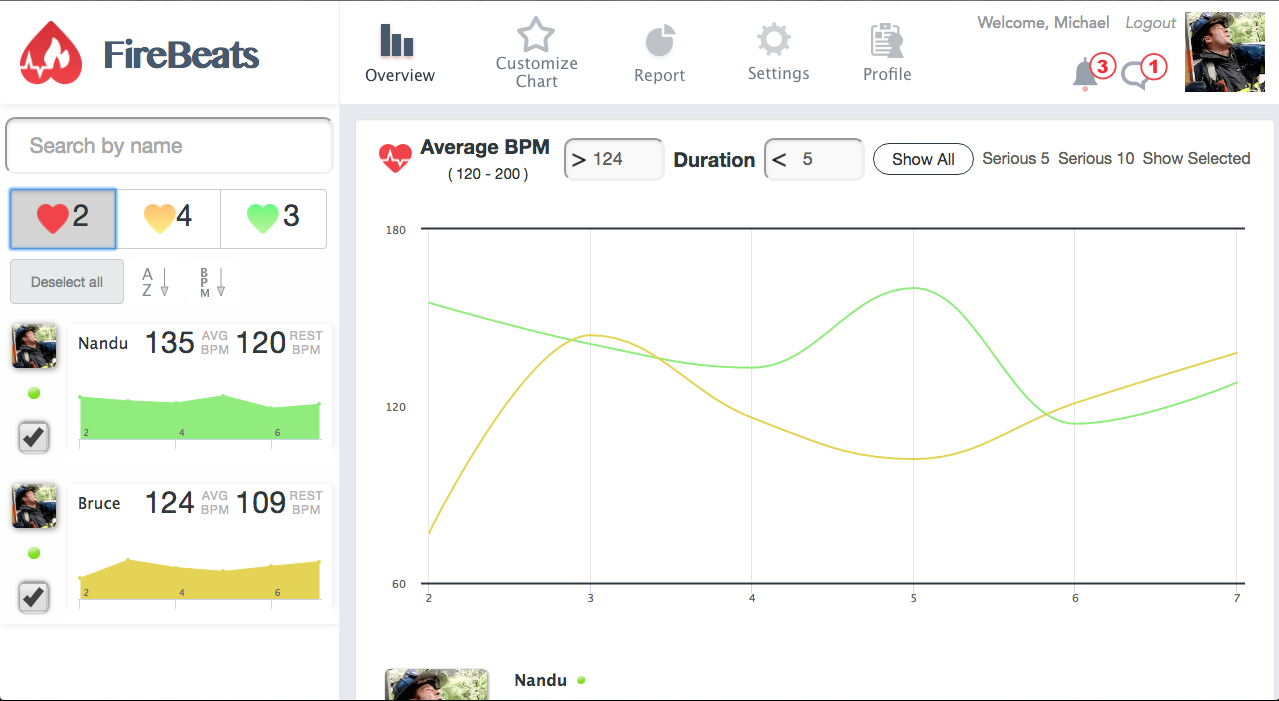 FireBeats
Overview
Customize
Chart
Report
Settings
Profile
Welcome, Michael Logout
3
1
Search by name
2 4 3
Deselect all
A
Z
B
P
M
Nandu 135 AVG BPM 120 REST BPM
2 4 6
Bruce 124 AVG BPM 109 REST BPM
2 4 6
Average BPM
( 120 - 200 )
> 124
Duration
< 5
Show All
Serious 5 Serious 10 Show Selected
180
120
60
2 3 4 5 6 7
Nandu